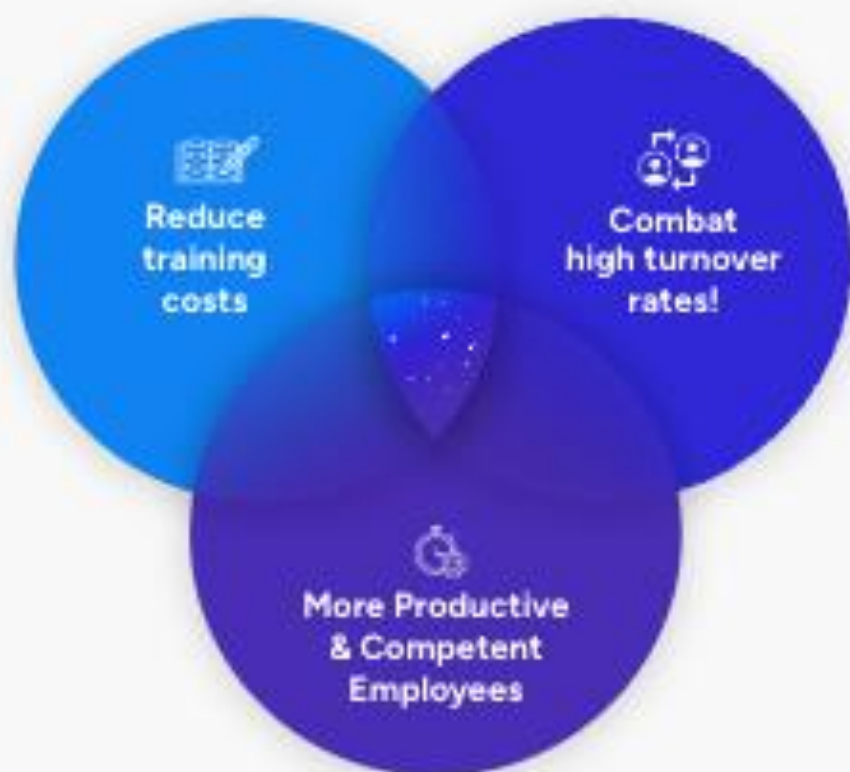 Reduce
training
costs
Combat
high turnover
rates!
More Productive
& Competent
Employees